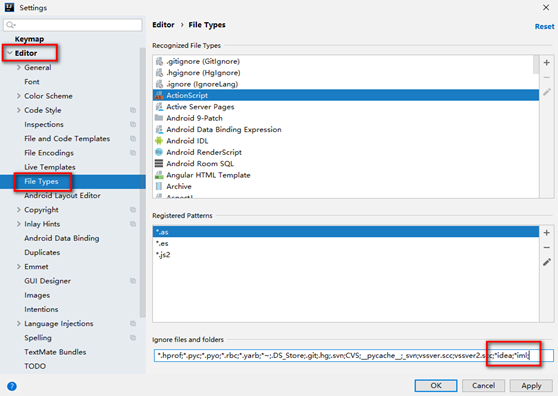 Settings
Keymap
Editor
General
Font
Color Scheme
Code Style
Inspections
File and Code Templates
File Encodings
Live Templates
File Types
Android Layout Editor
Copyright
Inlay Hints
Android Data Binding
Duplicates
Emmet
GUI Designer
Images
Intentions
Language Injections
Spelling
TextMate Bundles
TODO
?
Editor › File Types
Reset
Recognized File Types
.gitignore (GitIgnore)
.hgignore (HgIgnore)
.ignore (IgnoreLang)
ActionScript
Active Server Pages
Android 9-Patch
Android Data Binding Expression
Android IDL
Android RenderScript
Android Room SQL
Angular HTML Template
Archive
AspectJ
Registered Patterns
*.as
*.es
*.js2
Ignore files and folders
*.hprof;*.pyc;*.pyo;*.rbc;*.yarb;*~;.DS_Store;.git;.hg;.svn;CVS;__pycache__;_svn;vssver.scc;vssver2.scc;*idea;*iml;
OK
Cancel
Apply